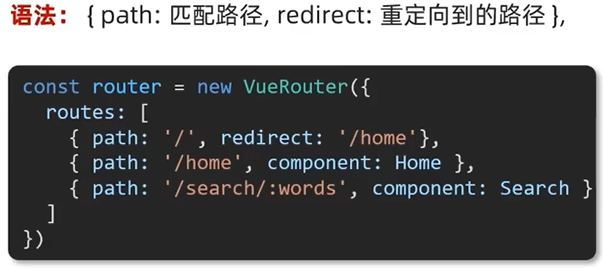 语法： { path: 匹配路径, redirect: 重定向到的路径 },
const router = new VueRouter({
  routes: [
    { path: '/', redirect: '/home'},
    { path: '/home', component: Home },
    { path: '/search/:words', component: Search }
  ]
})